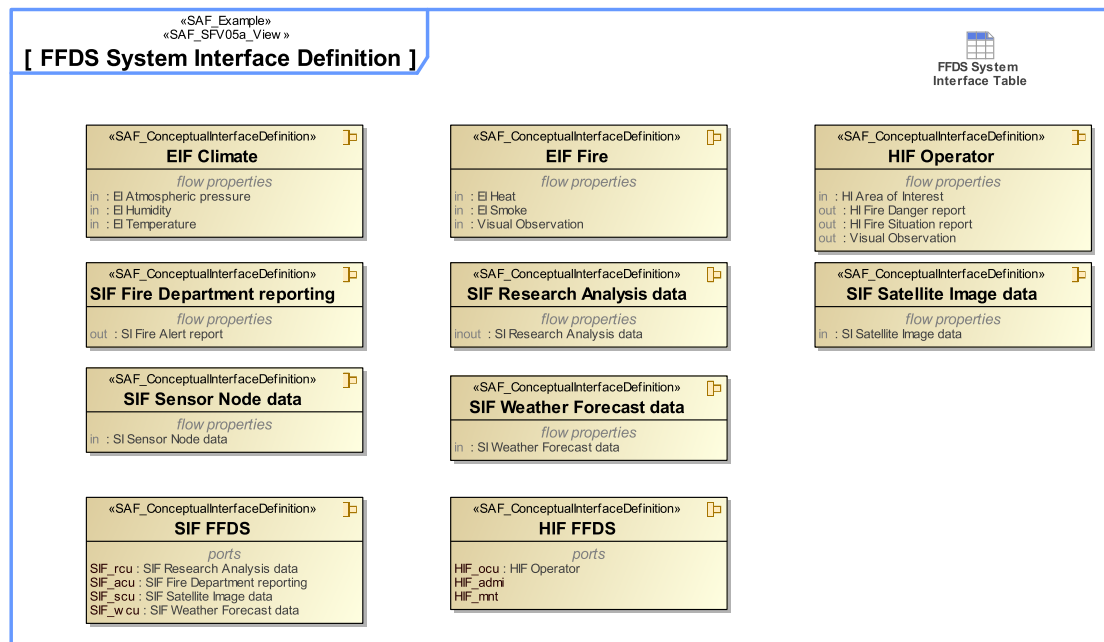 «SAF_Example»
«SAF_SFV05a_View »
[ FFDS System Interface Definition ]
FFDS System
Interface Table
«SAF_ConceptualInterfaceDefinition»
EIF Climate
flow properties
in : EI Atmospheric pressure
in : EI Humidity
in : EI Temperature
«SAF_ConceptualInterfaceDefinition»
EIF Fire
flow properties
in : EI Heat
in : EI Smoke
in : Visual Observation
«SAF_ConceptualInterfaceDefinition»
HIF Operator
flow properties
in : HI Area of Interest
out : HI Fire Danger report
out : HI Fire Situation report
out : Visual Observation
«SAF_ConceptualInterfaceDefinition»
SIF Fire Department reporting
flow properties
out : SI Fire Alert report
«SAF_ConceptualInterfaceDefinition»
SIF Research Analysis data
flow properties
inout : SI Research Analysis data
«SAF_ConceptualInterfaceDefinition»
SIF Satellite Image data
flow properties
in : SI Satellite Image data
«SAF_ConceptualInterfaceDefinition»
SIF Sensor Node data
flow properties
in : SI Sensor Node data
«SAF_ConceptualInterfaceDefinition»
SIF Weather Forecast data
flow properties
in : SI Weather Forecast data
«SAF_ConceptualInterfaceDefinition»
SIF FFDS
ports
SIF_rcu : SIF Research Analysis data
SIF_acu : SIF Fire Department reporting
SIF_scu : SIF Satellite Image data
SIF_wcu : SIF Weather Forecast data
«SAF_ConceptualInterfaceDefinition»
HIF FFDS
ports
HIF_ocu : HIF Operator
HIF_admi
HIF_mnt